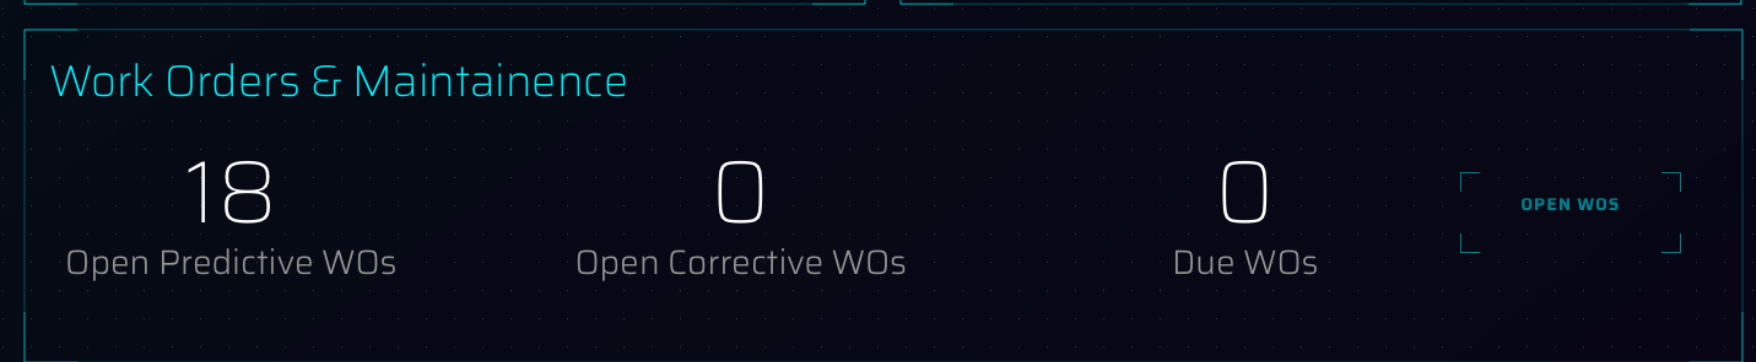 Work Orders & Maintainence
18
Open Predictive WOs
0
Open Corrective WOs
0
Due WOs
OPEN WOS